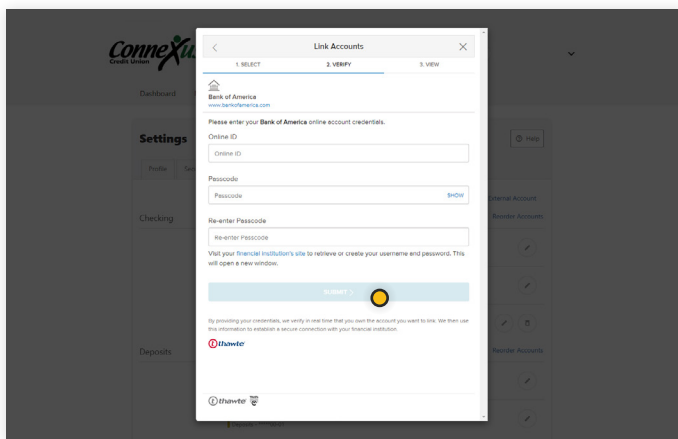 Connexus
Credit Union
Dashboard
Settings
Help
Profile
External Account
Checking
Reorder Accounts
Deposits
Reorder Accounts
Link Accounts
1. SELECT
2. VERIFY
3. VIEW
Bank of America
www.bankofamerica.com
Please enter your Bank of America online account credentials.
Online ID
Online ID
Passcode
Passcode
SHOW
Re-enter Passcode
Re-enter Passcode
Visit your financial institution's site to retrieve or create your username and password. This
will open a new window.
SUBMIT
By providing your credentials, we verify in real time that you own the account you want to link. We then use
this information to establish a secure connection with your financial institution.
thawte
thawte